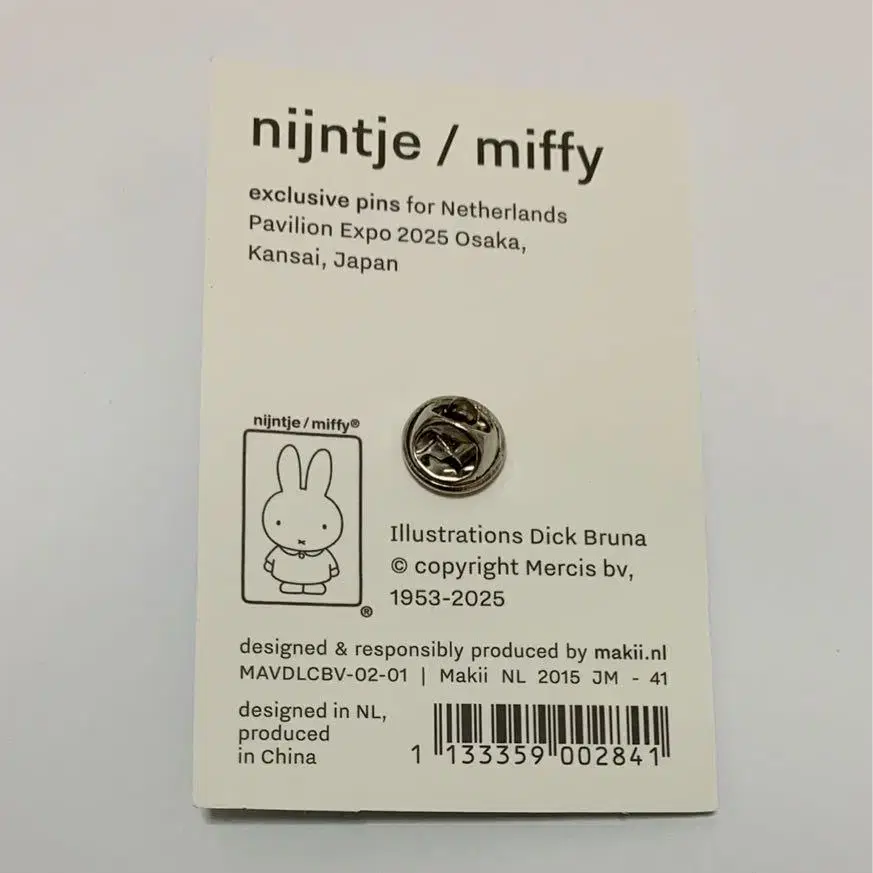 nijntje / miffy
exclusive pins for Netherlands
Pavilion Expo 2025 Osaka,
Kansai, Japan
nijntje / miffy®
®
Illustrations Dick Bruna
© copyright Mercis bv,
1953-2025
designed & responsibly produced by makii.nl
MAVDLCBV-02-01 | Makii NL 2015 JM - 41
designed in NL,
produced
in China
1 133359 002841